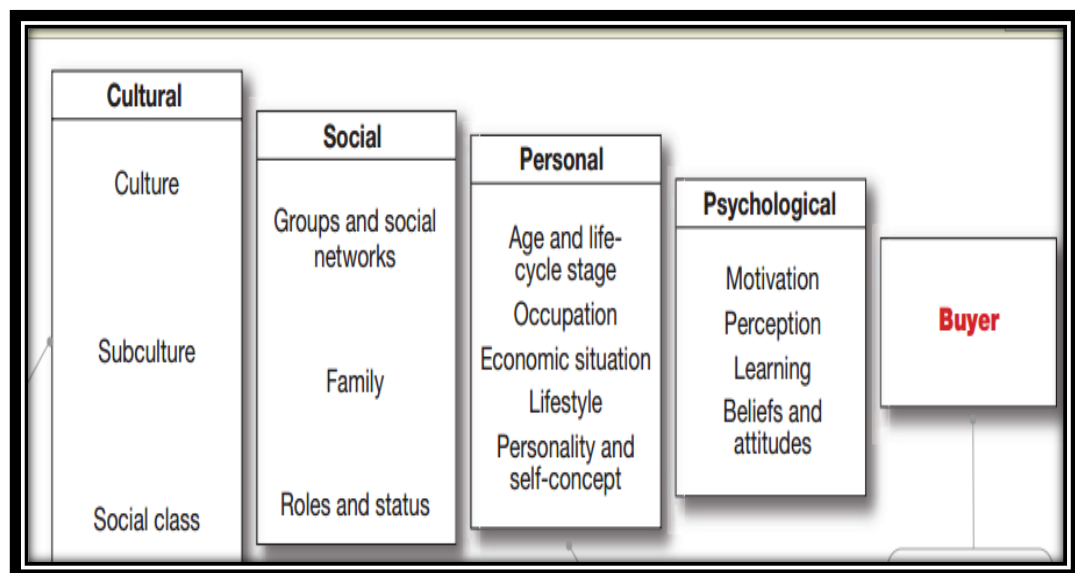 Cultural
Culture
Subculture
Social class
Social
Groups and social
networks
Family
Roles and status
Personal
Age and life-
cycle stage
Occupation
Economic situation
Lifestyle
Personality and
self-concept
Psychological
Motivation
Perception
Learning
Beliefs and
attitudes
Buyer